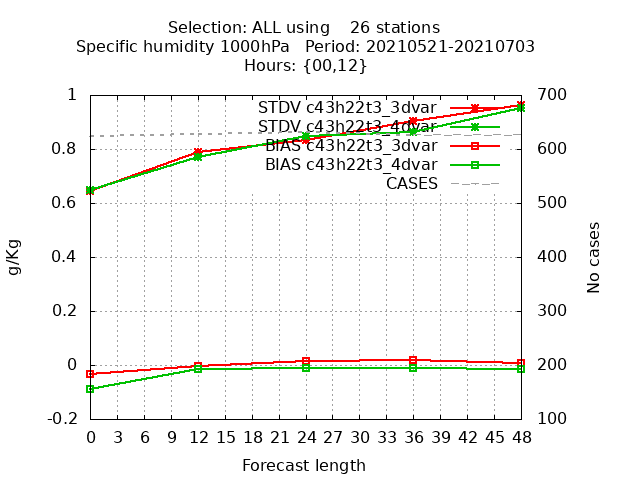 Selection: ALL using    26 stations
Specific humidity 1000hPa   Period: 20210521-20210703
Hours: {00,12}
1
0.8
0.6
0.4
0.2
0
-0.2
g/Kg
700
600
500
400
300
200
100
No cases
STDV c43h22t3_3dvar
STDV c43h22t3_4dvar
BIAS c43h22t3_3dvar
BIAS c43h22t3_4dvar
CASES
0 3 6 9 12 15 18 21 24 27 30 33 36 39 42 45 48
Forecast length